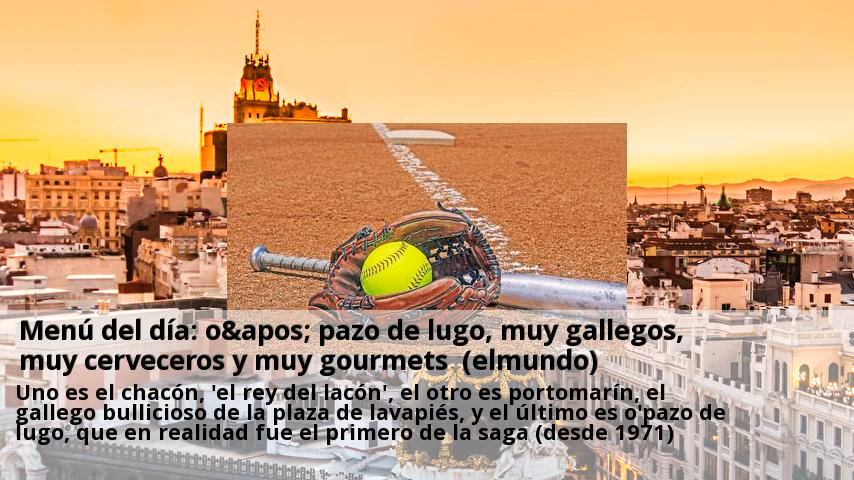 Menú del día: o&apos; pazo de lugo, muy gallegos,
muy cerveceros y muy gourmets  (elmundo)
Uno es el chacón, 'el rey del lacón', el otro es portomarín, el
gallego bullicioso de la plaza de lavapiés, y el último es o'pazo de
lugo, que en realidad fue el primero de la saga (desde 1971)